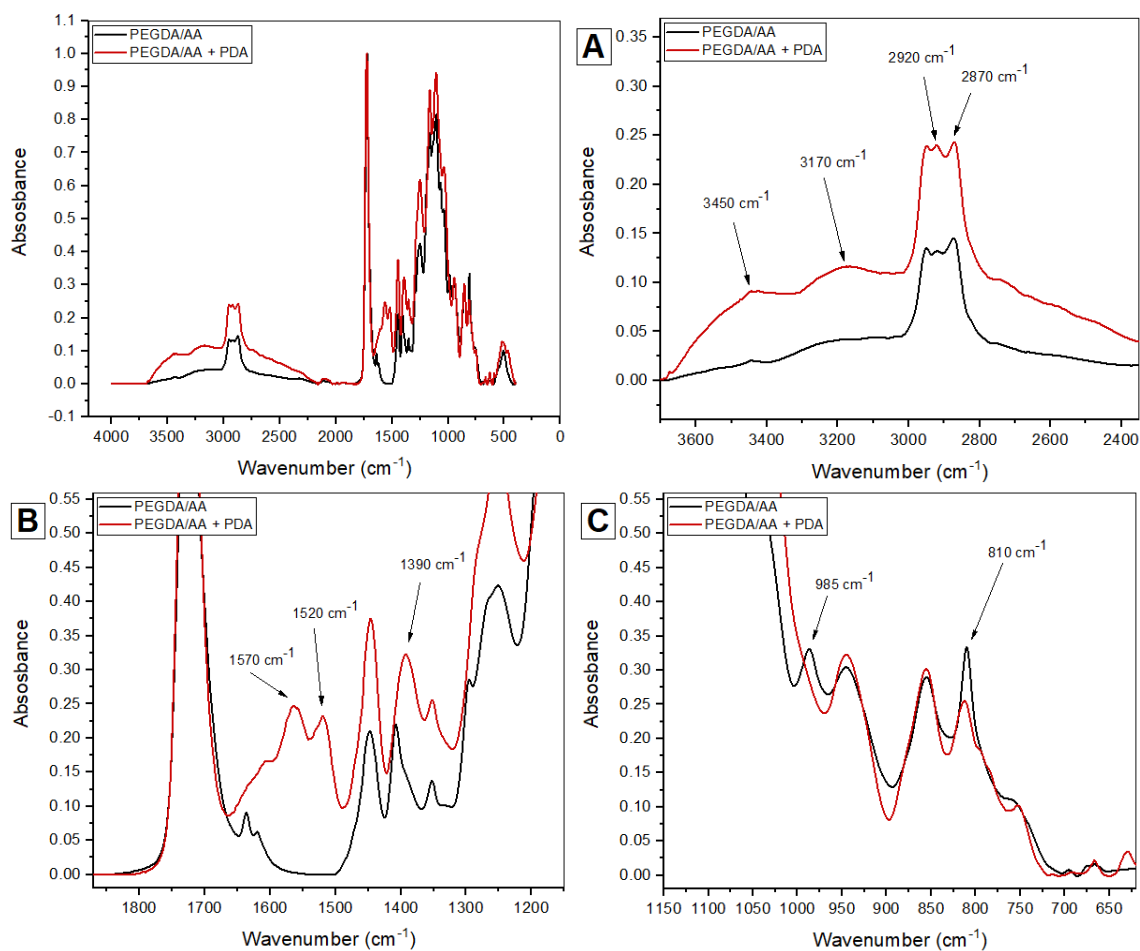 PEGDA/AA
PEGDA/AA + PDA
1.1
1.0
0.9
0.8
0.7
0.6
0.5
0.4
0.3
0.2
0.1
0.0
-0.1
Absosbance
4000 3500 3000 2500 2000 1500 1000 500 0
Wavenumber (cm⁻¹)
A
PEGDA/AA
PEGDA/AA + PDA
2920 cm⁻¹
2870 cm⁻¹
3170 cm⁻¹
3450 cm⁻¹
0.35
0.30
0.25
0.20
0.15
0.10
0.05
0.00
Absosbance
3600 3400 3200 3000 2800 2600 2400
Wavenumber (cm⁻¹)
B
PEGDA/AA
PEGDA/AA + PDA
1390 cm⁻¹
1520 cm⁻¹
1570 cm⁻¹
0.55
0.50
0.45
0.40
0.35
0.30
0.25
0.20
0.15
0.10
0.05
0.00
Absosbance
1800 1700 1600 1500 1400 1300 1200
Wavenumber (cm⁻¹)
C
PEGDA/AA
PEGDA/AA + PDA
985 cm⁻¹
810 cm⁻¹
0.55
0.50
0.45
0.40
0.35
0.30
0.25
0.20
0.15
0.10
0.05
0.00
Absosbance
1150 1100 1050 1000 950 900 850 800 750 700 650
Wavenumber (cm⁻¹)